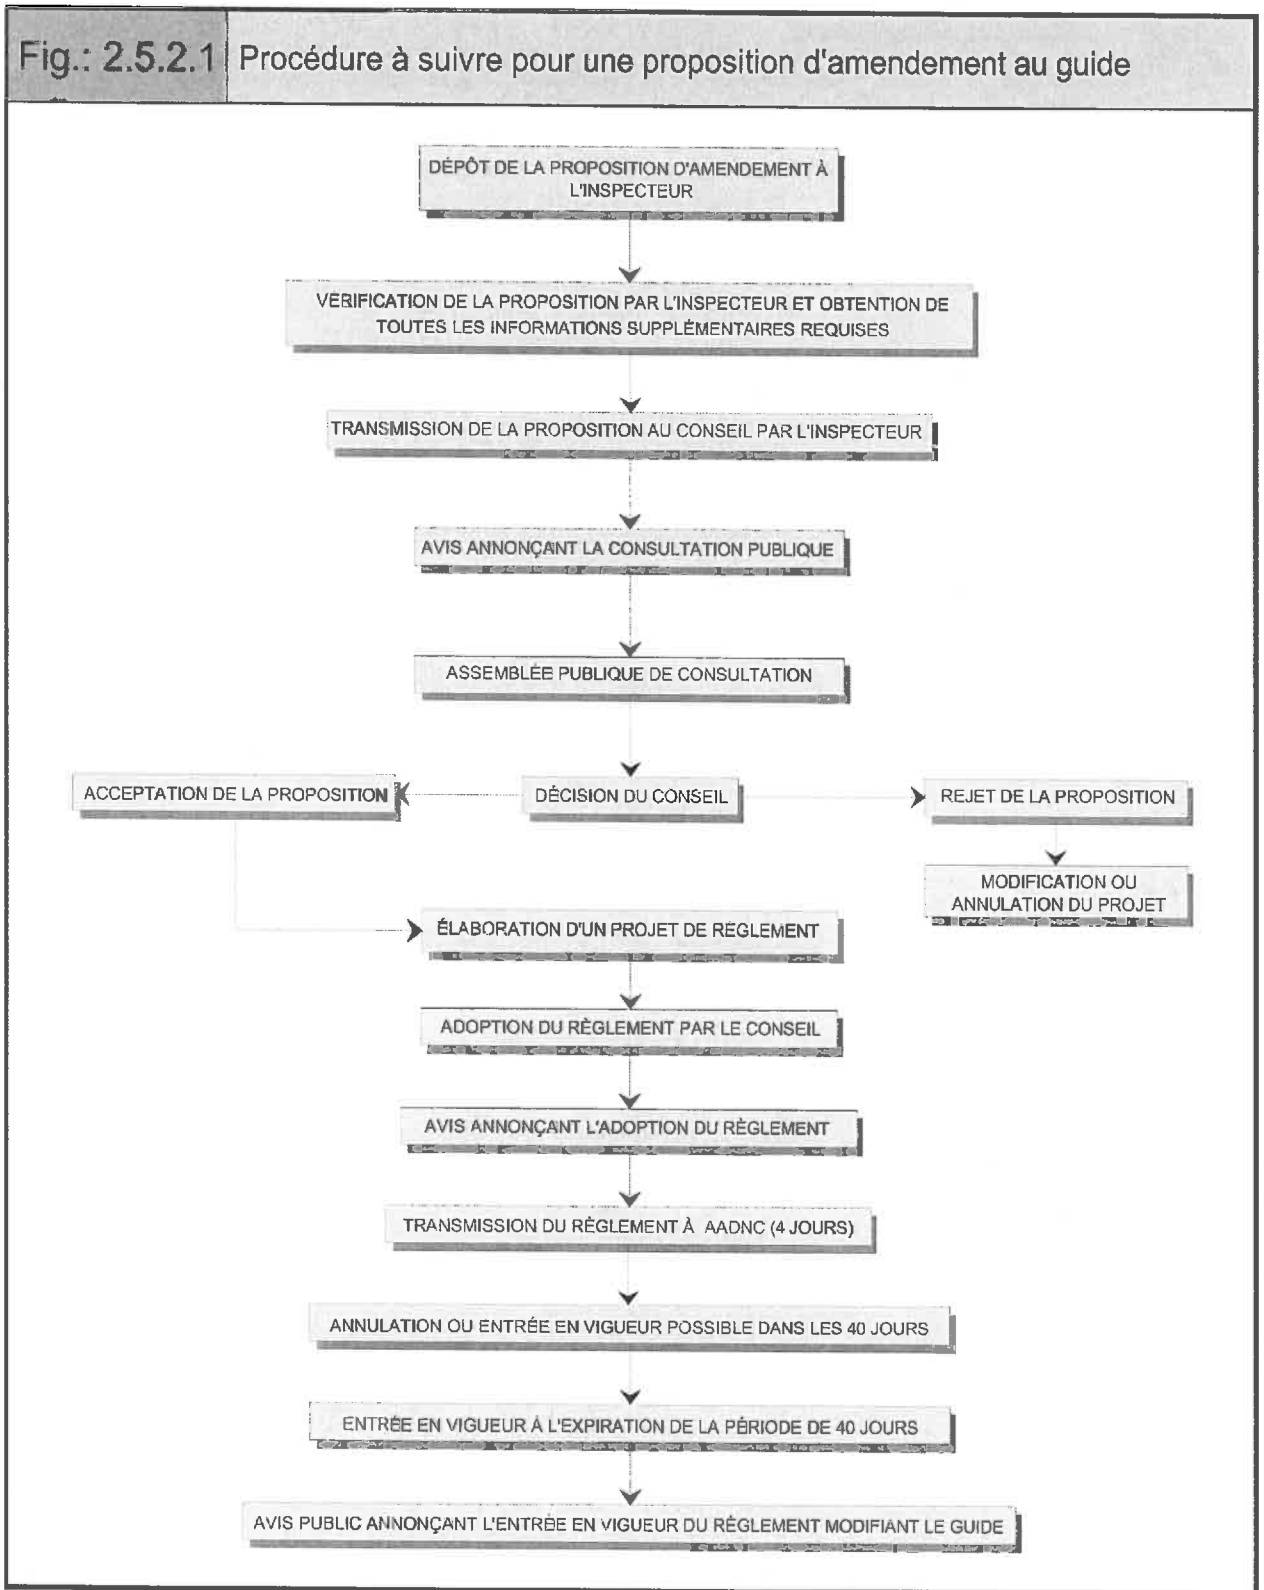 Fig.: 2.5.2.1 Procédure à suivre pour une proposition d'amendement au guide
DÉPÔT DE LA PROPOSITION D'AMENDEMENT À
L'INSPECTEUR
VÉRIFICATION DE LA PROPOSITION PAR L'INSPECTEUR ET OBTENTION DE
TOUTES LES INFORMATIONS SUPPLÉMENTAIRES REQUISES
TRANSMISSION DE LA PROPOSITION AU CONSEIL PAR L'INSPECTEUR
AVIS ANNONÇANT LA CONSULTATION PUBLIQUE
ASSEMBLÉE PUBLIQUE DE CONSULTATION
ACCEPTATION DE LA PROPOSITION
DÉCISION DU CONSEIL
REJET DE LA PROPOSITION
MODIFICATION OU
ANNULATION DU PROJET
ÉLABORATION D'UN PROJET DE RÈGLEMENT
ADOPTION DU RÈGLEMENT PAR LE CONSEIL
AVIS ANNONÇANT L'ADOPTION DU RÈGLEMENT
TRANSMISSION DU RÈGLEMENT À AADNC (4 JOURS)
ANNULATION OU ENTRÉE EN VIGUEUR POSSIBLE DANS LES 40 JOURS
ENTRÉE EN VIGUEUR À L'EXPIRATION DE LA PÉRIODE DE 40 JOURS
AVIS PUBLIC ANNONÇANT L'ENTRÉE EN VIGUEUR DU RÈGLEMENT MODIFIANT LE GUIDE